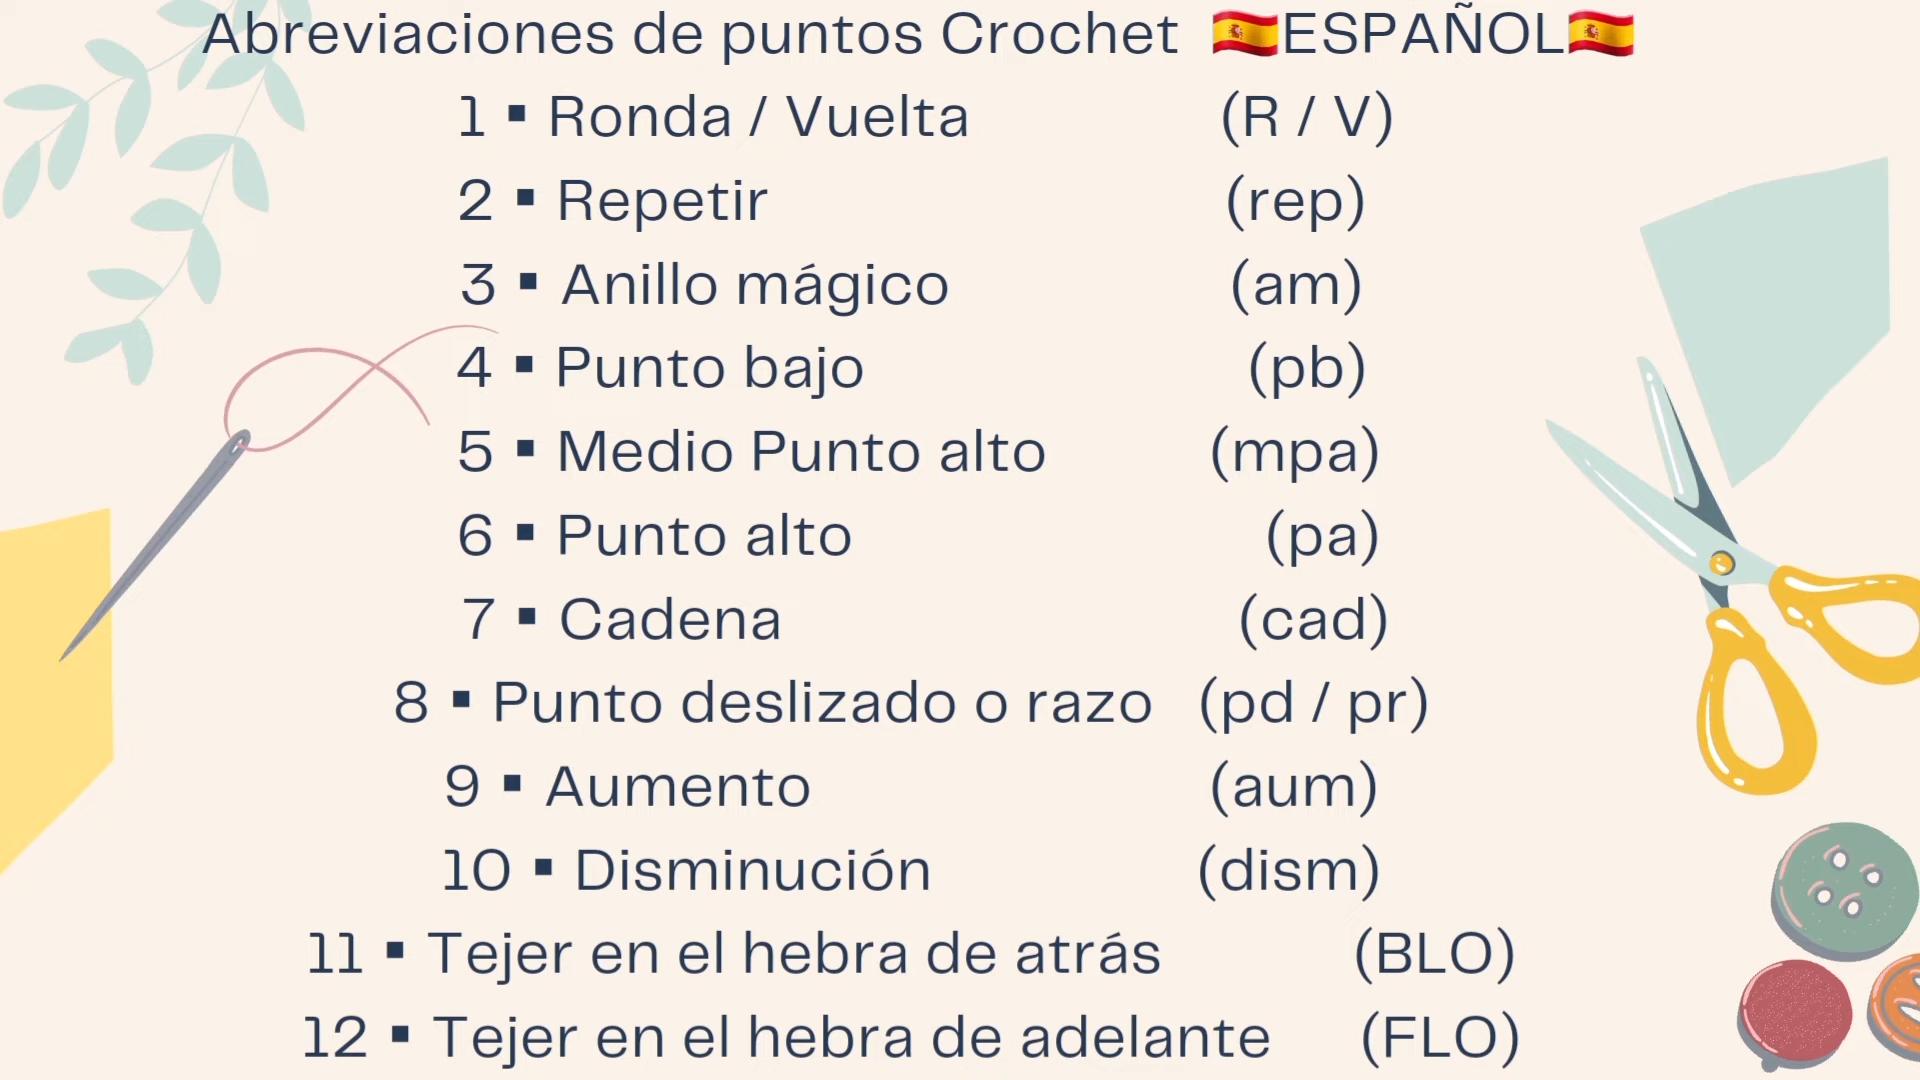 Abreviaciones de puntos Crochet 🇪🇸ESPAÑOL🇪🇸
1 ▪ Ronda / Vuelta (R / V)
2 ▪ Repetir (rep)
3 ▪ Anillo mágico (am)
4 ▪ Punto bajo (pb)
5 ▪ Medio Punto alto (mpa)
6 ▪ Punto alto (pa)
7 ▪ Cadena (cad)
8 ▪ Punto deslizado o razo (pd / pr)
9 ▪ Aumento (aum)
10 ▪ Disminución (dism)
11 ▪ Tejer en el hebra de atrás (BLO)
12 ▪ Tejer en el hebra de adelante (FLO)